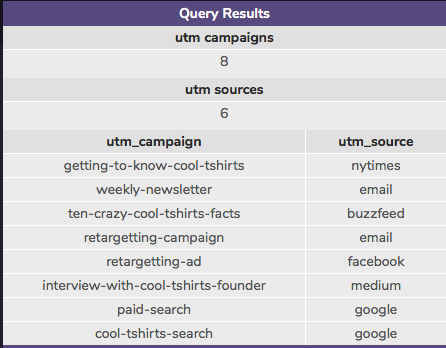 Query Results
utm campaigns
8
utm sources
6
utm_campaign utm_source
getting-to-know-cool-tshirts nytimes
weekly-newsletter email
ten-crazy-cool-tshirts-facts buzzfeed
retargetting-campaign email
retargetting-ad facebook
interview-with-cool-tshirts-founder medium
paid-search google
cool-tshirts-search google